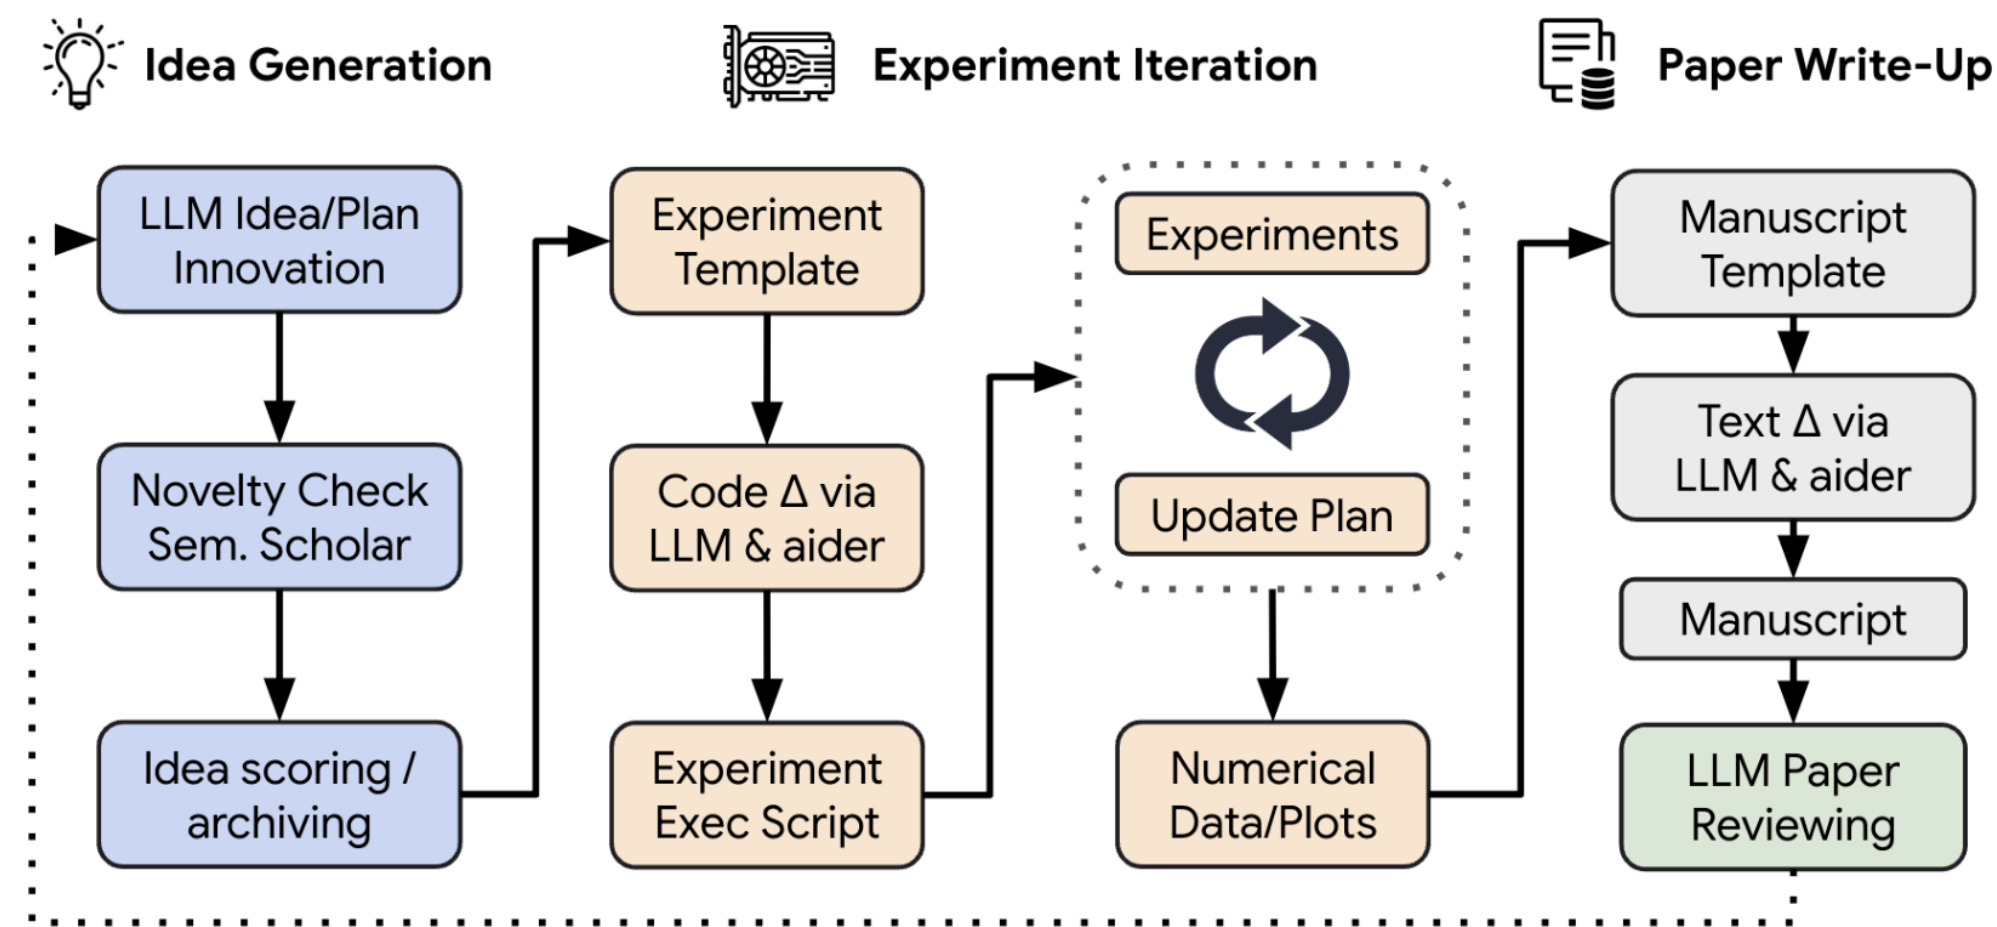 Idea Generation
Experiment Iteration
Paper Write-Up
LLM Idea/Plan
Innovation
Novelty Check
Sem. Scholar
Idea scoring /
archiving
Experiment
Template
Code Δ via
LLM & aider
Experiment
Exec Script
Experiments
Update Plan
Numerical
Data/Plots
Manuscript
Template
Text Δ via
LLM & aider
Manuscript
LLM Paper
Reviewing